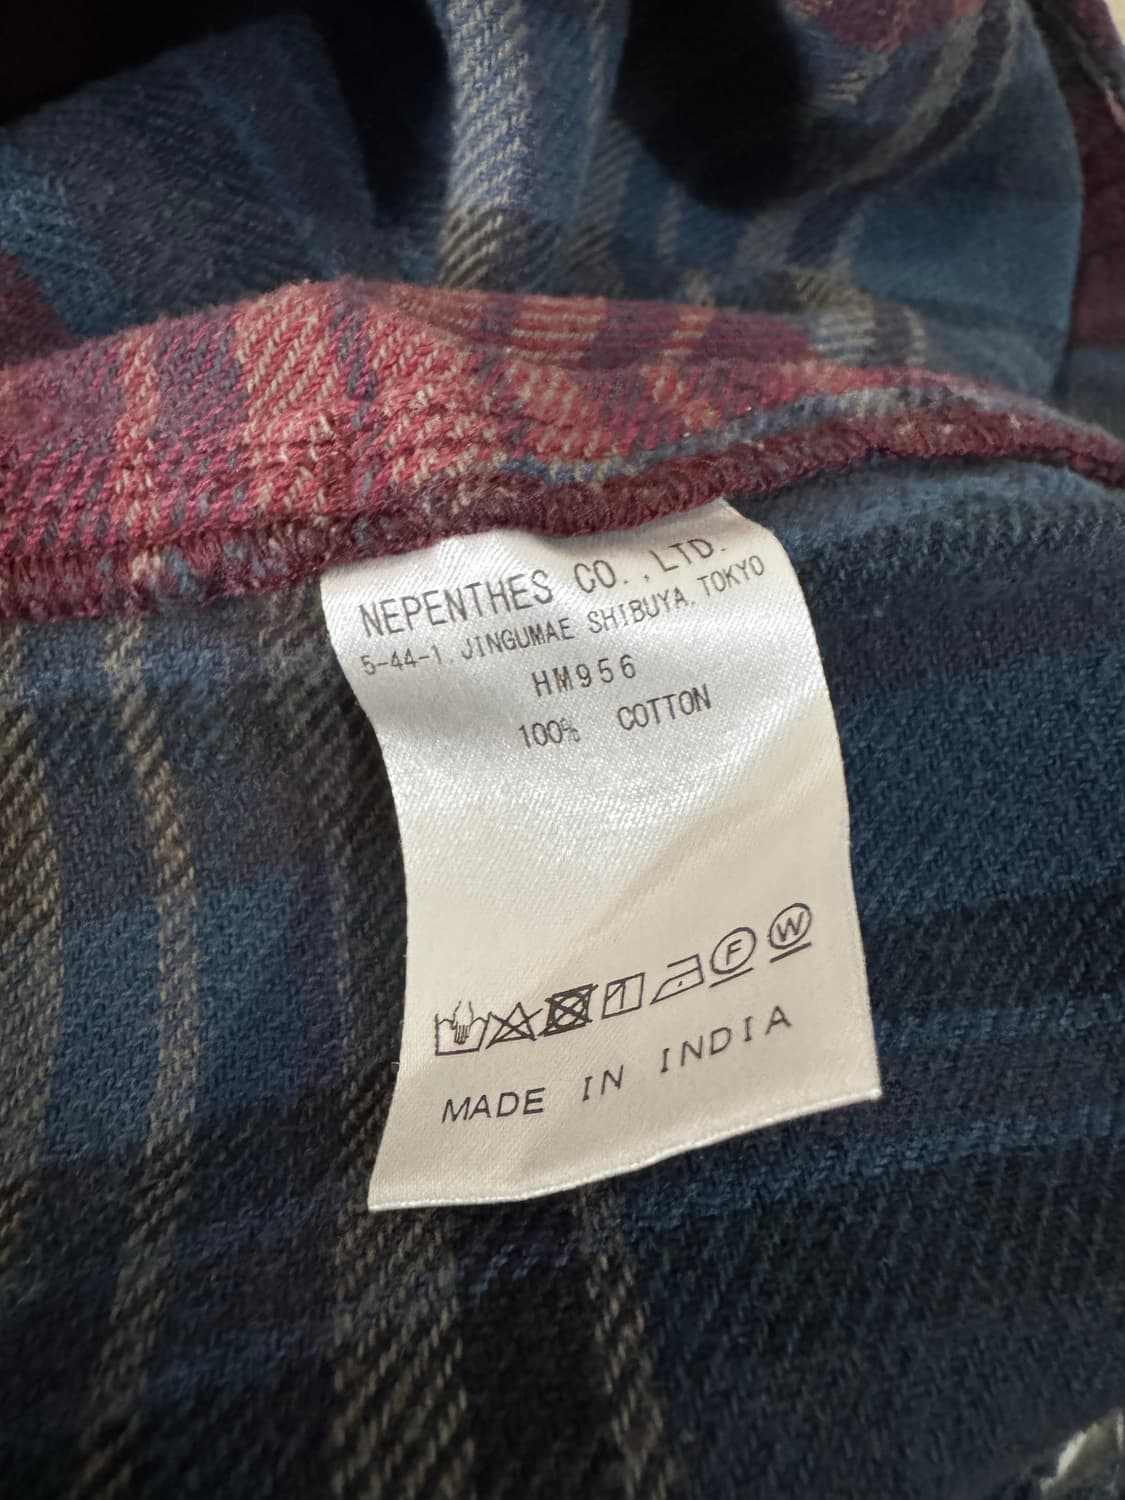 NEPENTHES CO.,LTD.
5-44-1, JINGUMAE SHIBUYA, TOKYO
HM956
100% COTTON
F W
MADE IN INDIA